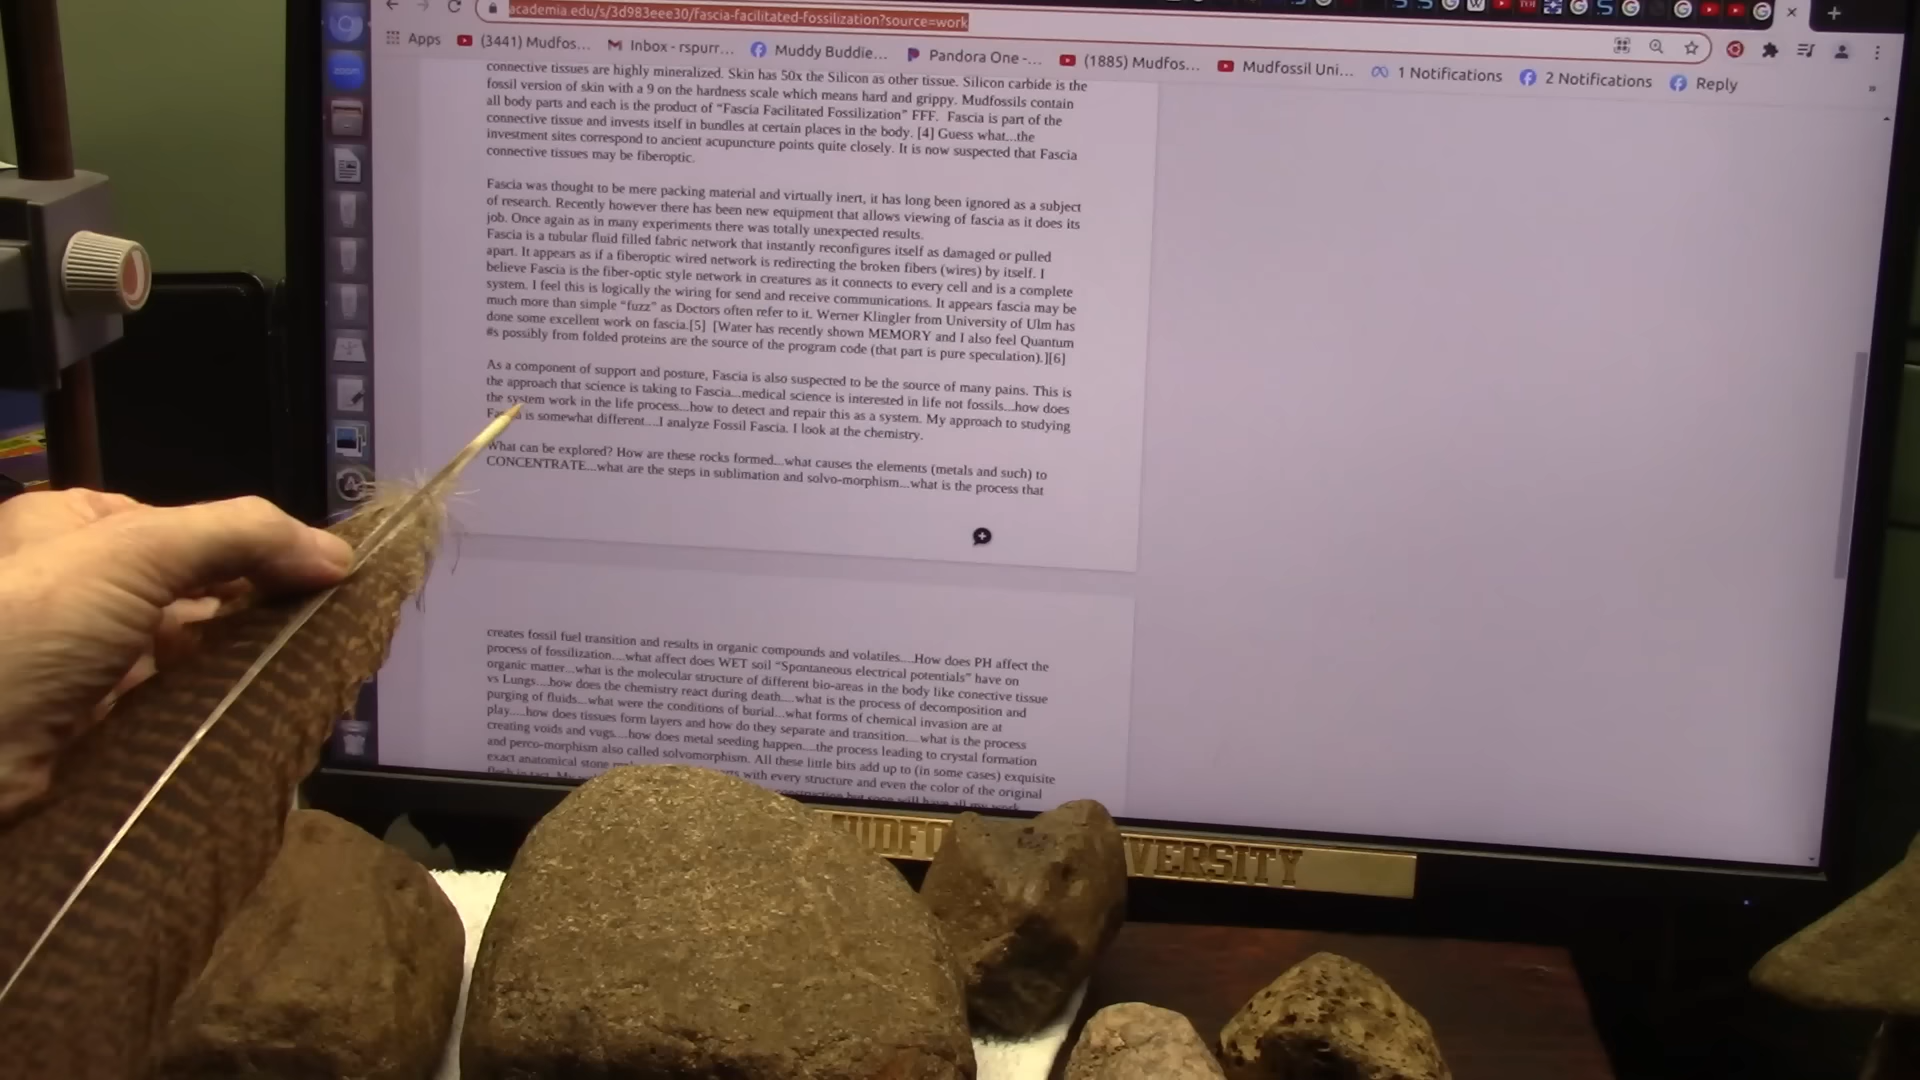 academia.edu/s/3d983eee30/fascia-facilitated-fossilization?source=work
Apps (3441) Mudfos... Inbox - rspurr... Muddy Buddie... Pandora One -... (1885) Mudfos... Mudfossil Uni... 1 Notifications 2 Notifications Reply
connective tissues are highly mineralized. Skin has 50x the Silicon as other tissue. Silicon carbide is the
fossil version of skin with a 9 on the hardness scale which means hard and grippy. Mudfossils contain
all body parts and each is the product of “Fascia Facilitated Fossilization” FFF. Fascia is part of the
connective tissue and invests itself in bundles at certain places in the body. [4] Guess what...the
investment sites correspond to ancient acupuncture points quite closely. It is now suspected that Fascia
connective tissues may be fiberoptic.
Fascia was thought to be mere packing material and virtually inert, it has long been ignored as a subject
of research. Recently however there has been new equipment that allows viewing of fascia as it does its
job. Once again as in many experiments there was totally unexpected results.
Fascia is a tubular fluid filled fabric network that instantly reconfigures itself as damaged or pulled
apart. It appears as if a fiberoptic wired network is redirecting the broken fibers (wires) by itself. I
believe Fascia is the fiber-optic style network in creatures as it connects to every cell and is a complete
system. I feel this is logically the wiring for send and receive communications. It appears fascia may be
much more than simple “fuzz” as Doctors often refer to it. Werner Klingler from University of Ulm has
done some excellent work on fascia.[5] [Water has recently shown MEMORY and I also feel Quantum
#s possibly from folded proteins are the source of the program code (that part is pure speculation).][6]
As a component of support and posture, Fascia is also suspected to be the source of many pains. This is
the approach that science is taking to Fascia...medical science is interested in life not fossils...how does
the system work in the life process...how to detect and repair this as a system. My approach to studying
Fascia is somewhat different....I analyze Fossil Fascia. I look at the chemistry.
What can be explored? How are these rocks formed...what causes the elements (metals and such) to
CONCENTRATE...what are the steps in sublimation and solvo-morphism...what is the process that
creates fossil fuel transition and results in organic compounds and volatiles....How does PH affect the
process of fossilization....what affect does WET soil “Spontaneous electrical potentials” have on
organic matter...what is the molecular structure of different bio-areas in the body like conective tissue
vs Lungs....how does the chemistry react during death....what is the process of decomposition and
purging of fluids...what were the conditions of burial...what forms of chemical invasion are at
play.....how does tissues form layers and how do they separate and transition....what is the process
creating voids and vugs....how does metal seeding happen....the process leading to crystal formation
and perco-morphism also called solvomorphism. All these little bits add up to (in some cases) exquisite
exact anatomical stone with every structure and even the color of the original